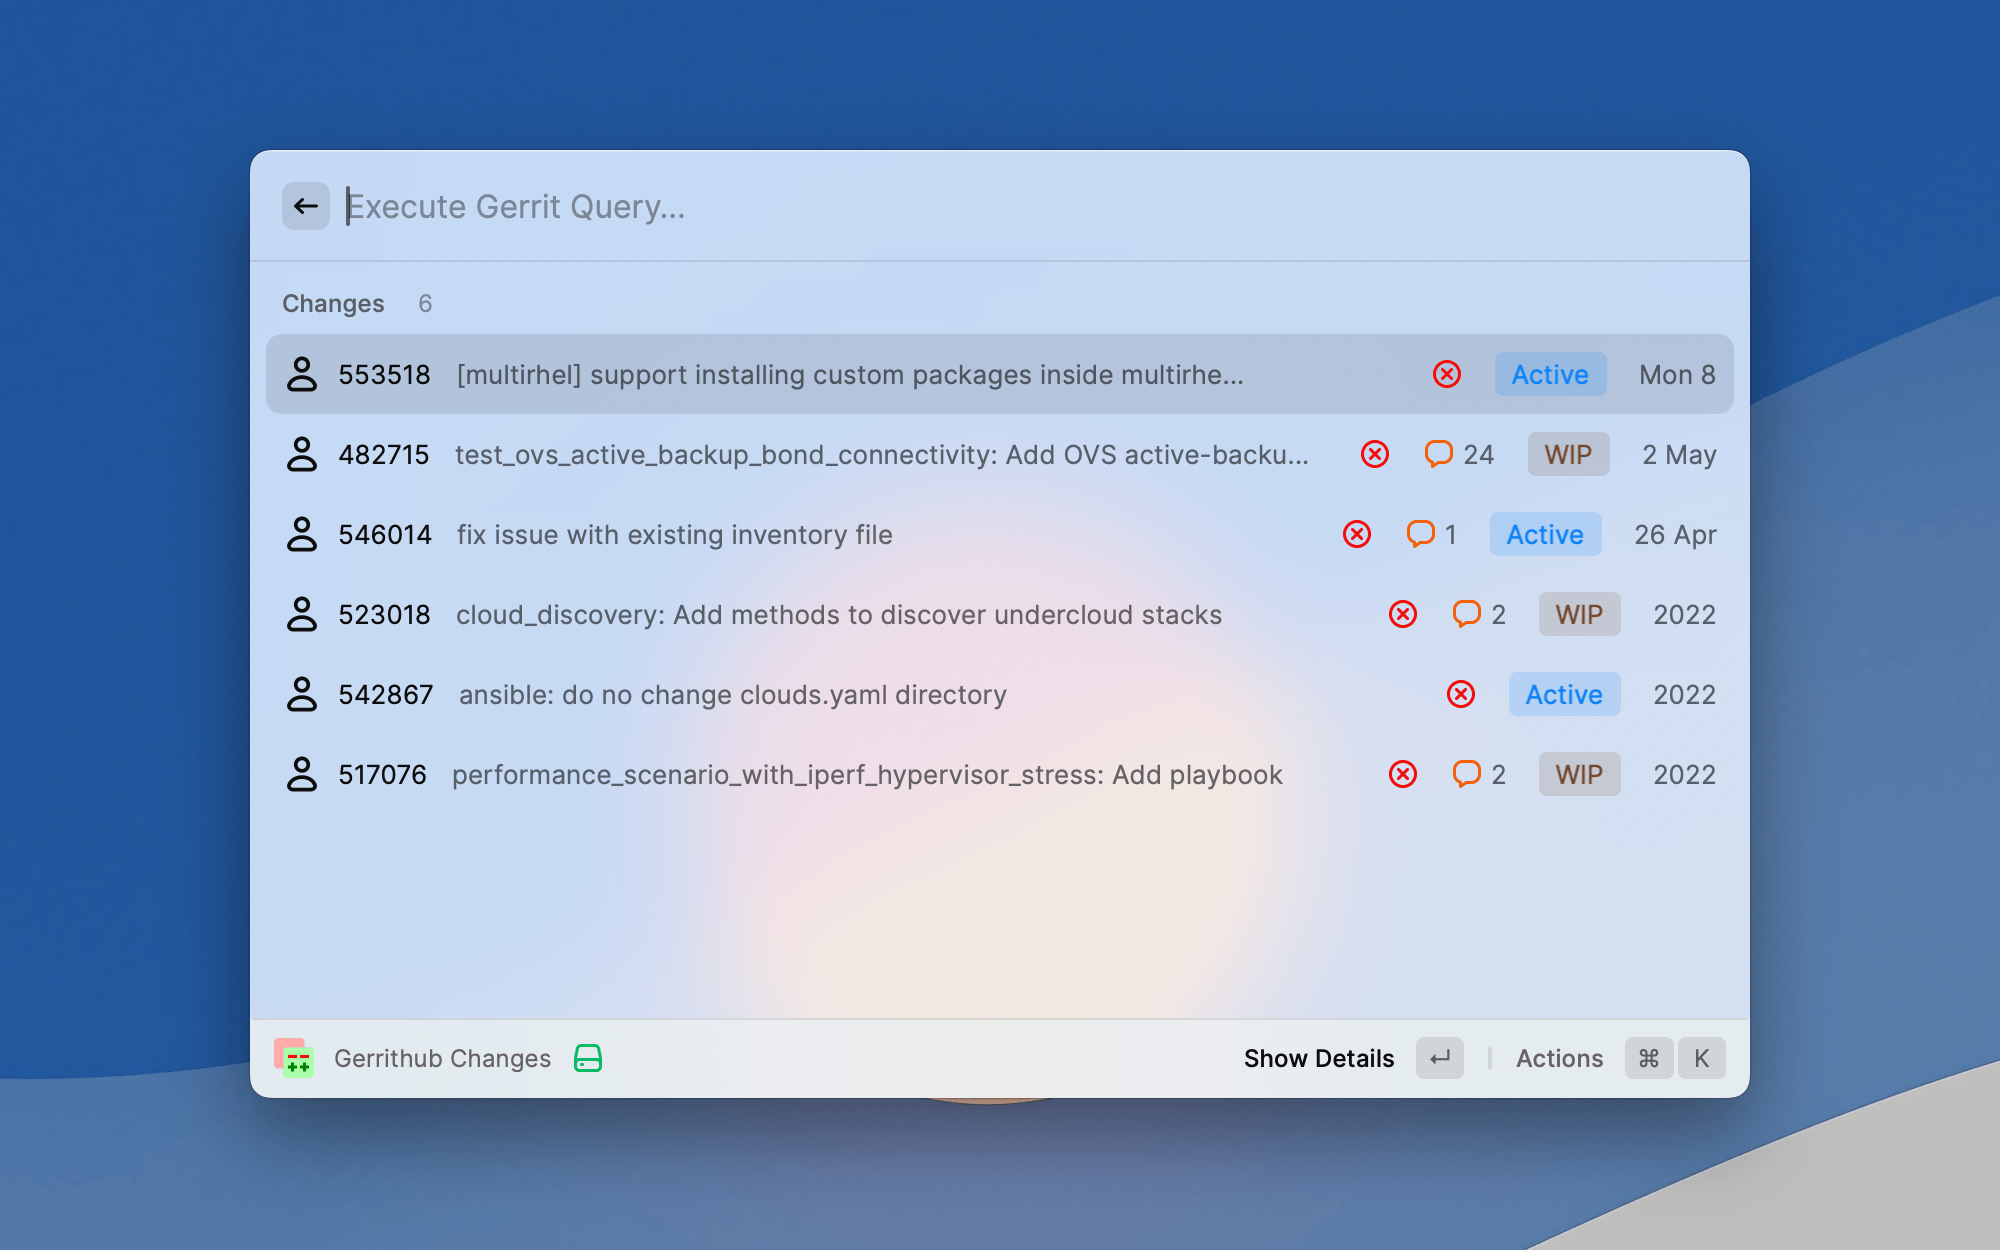 Execute Gerrit Query...
Changes 6
553518 [multirhel] support installing custom packages inside multirhe... Active Mon 8
482715 test_ovs_active_backup_bond_connectivity: Add OVS active-backu... 24 WIP 2 May
546014 fix issue with existing inventory file 1 Active 26 Apr
523018 cloud_discovery: Add methods to discover undercloud stacks 2 WIP 2022
542867 ansible: do no change clouds.yaml directory Active 2022
517076 performance_scenario_with_iperf_hypervisor_stress: Add playbook 2 WIP 2022
Gerrithub Changes Show Details ↵ Actions ⌘ K